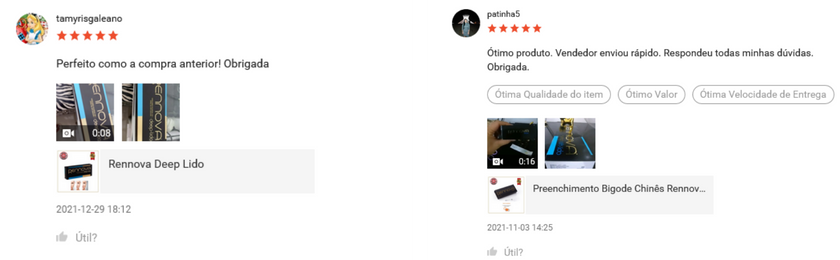 tamyrisgaleano
Perfeito como a compra anterior! Obrigada
0:08
Rennova Deep Lido
2021-12-29 18:12
Útil?
patinha5
Ótimo produto. Vendedor enviou rápido. Respondeu todas minhas dúvidas.
Obrigada.
Ótima Qualidade do item
Ótimo Valor
Ótima Velocidade de Entrega
0:16
Preenchimento Bigode Chinês Rennov...
2021-11-03 14:25
Útil?